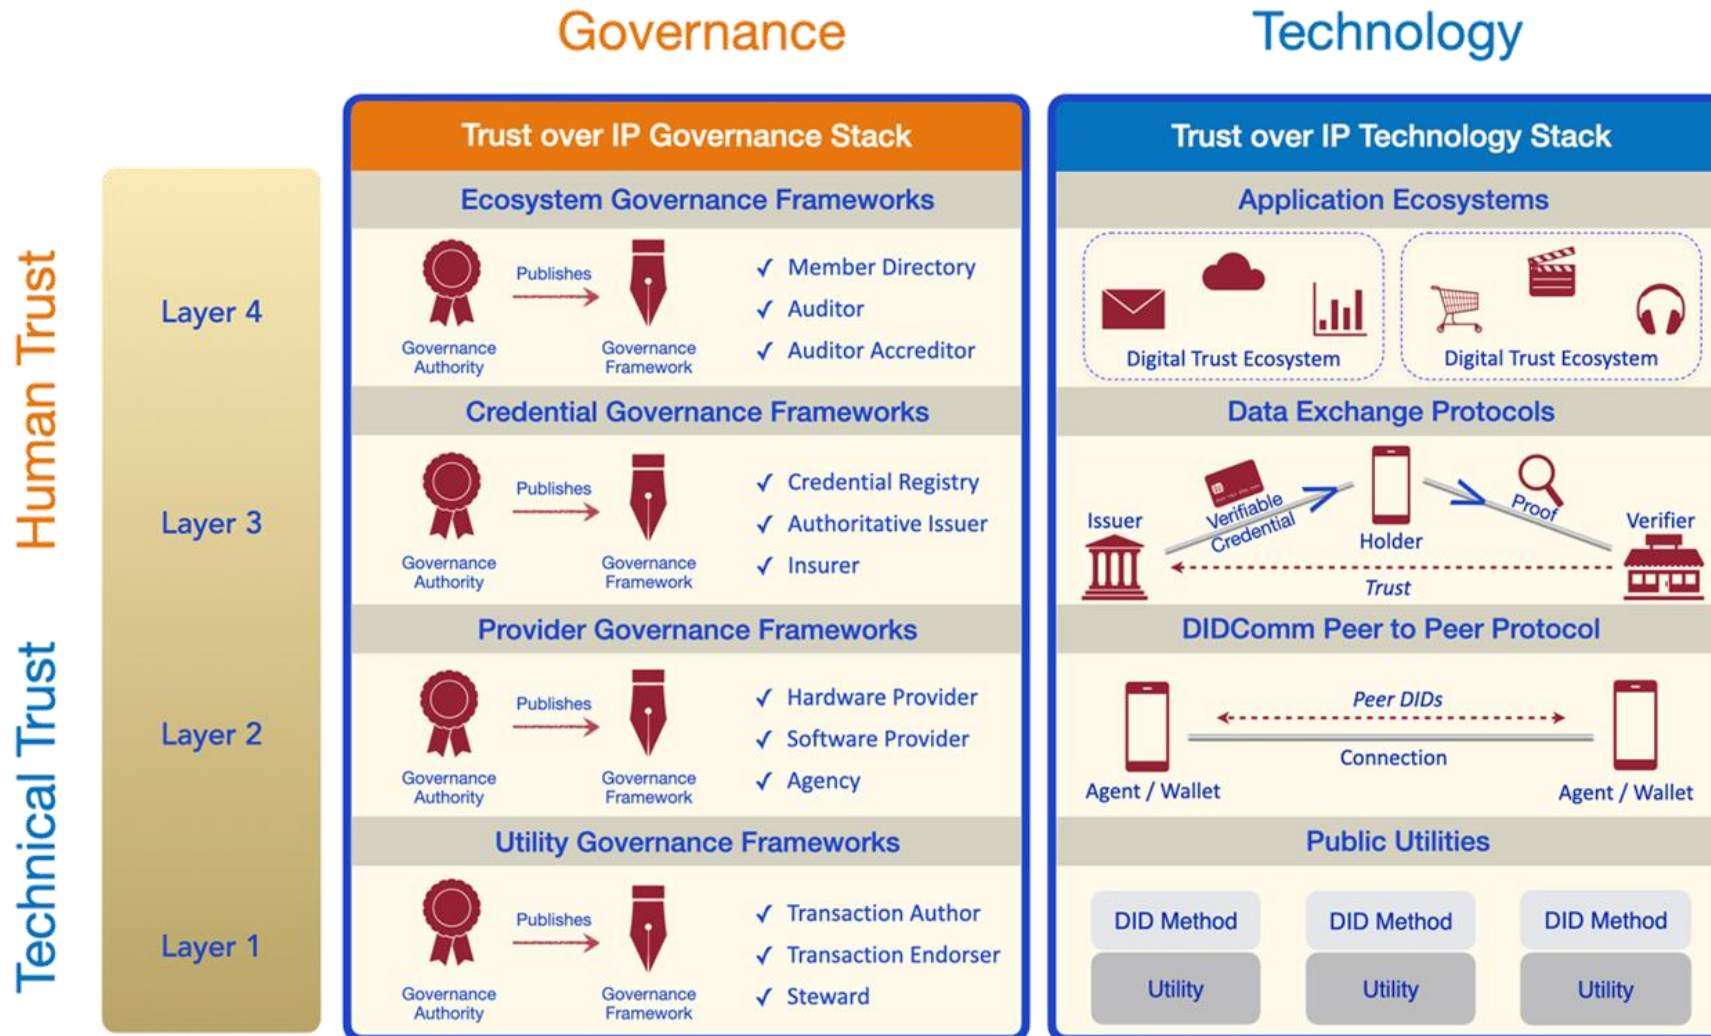 Governance
Technology
Human Trust
Technical Trust
Layer 4
Layer 3
Layer 2
Layer 1
Trust over IP Governance Stack
Ecosystem Governance Frameworks
Publishes
Governance
Authority
Governance
Framework
✓ Member Directory
✓ Auditor
✓ Auditor Accreditor
Credential Governance Frameworks
Publishes
Governance
Authority
Governance
Framework
✓ Credential Registry
✓ Authoritative Issuer
✓ Insurer
Provider Governance Frameworks
Publishes
Governance
Authority
Governance
Framework
✓ Hardware Provider
✓ Software Provider
✓ Agency
Utility Governance Frameworks
Publishes
Governance
Authority
Governance
Framework
✓ Transaction Author
✓ Transaction Endorser
✓ Steward
Trust over IP Technology Stack
Application Ecosystems
Digital Trust Ecosystem
Digital Trust Ecosystem
Data Exchange Protocols
Issuer
Verifiable
Credential
Holder
Proof
Verifier
Trust
DIDComm Peer to Peer Protocol
Peer DIDs
Connection
Agent / Wallet
Agent / Wallet
Public Utilities
DID Method
DID Method
DID Method
Utility
Utility
Utility